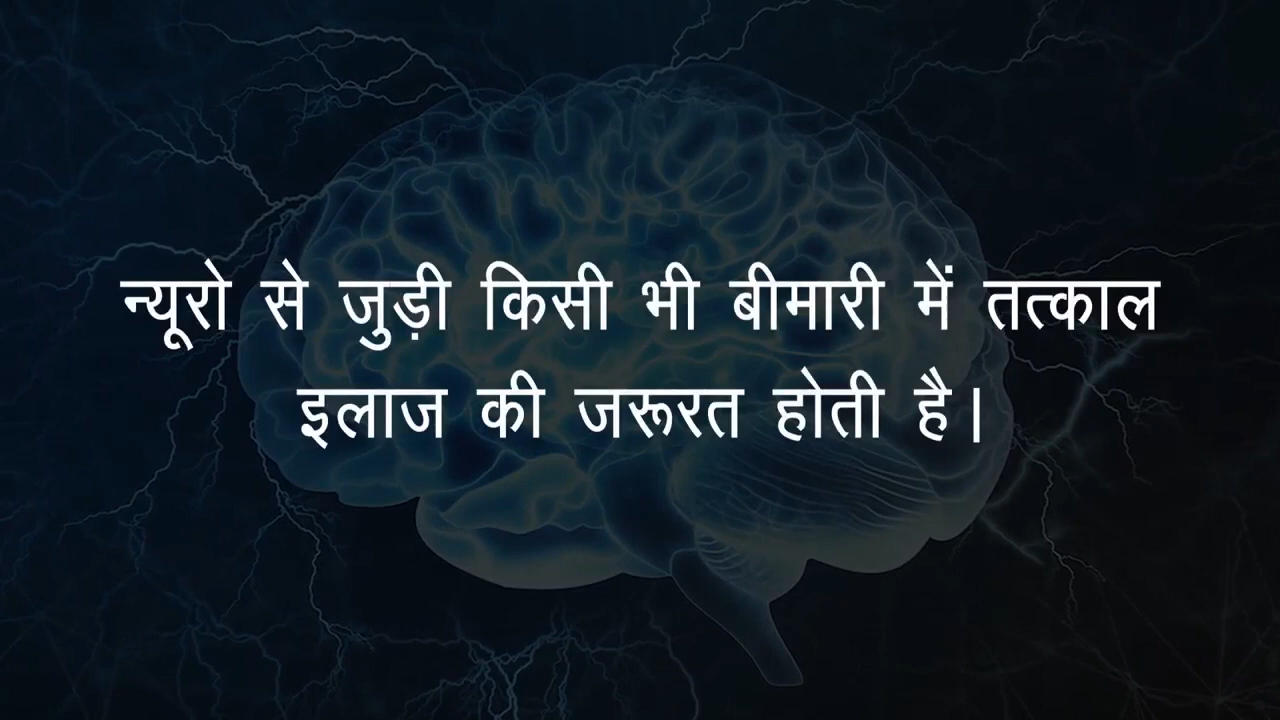 न्यूरो से जुड़ी किसी भी बीमारी में तत्काल
इलाज की जरूरत होती है।